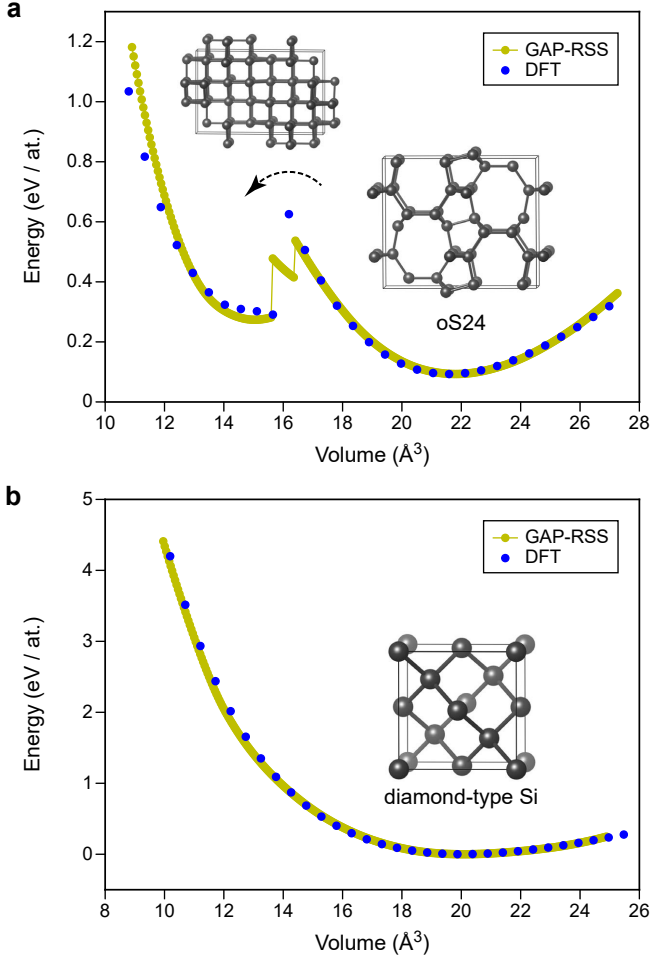 a
1.2
1.0
0.8
0.6
0.4
0.2
0
Energy (eV / at.)
GAP-RSS
DFT
oS24
8 10 12 14 16 18 20 22 24 26 28
Volume (Å³)
b
5
4
3
2
1
0
Energy (eV / at.)
GAP-RSS
DFT
diamond-type Si
8 10 12 14 16 18 20 22 24 26
Volume (Å³)